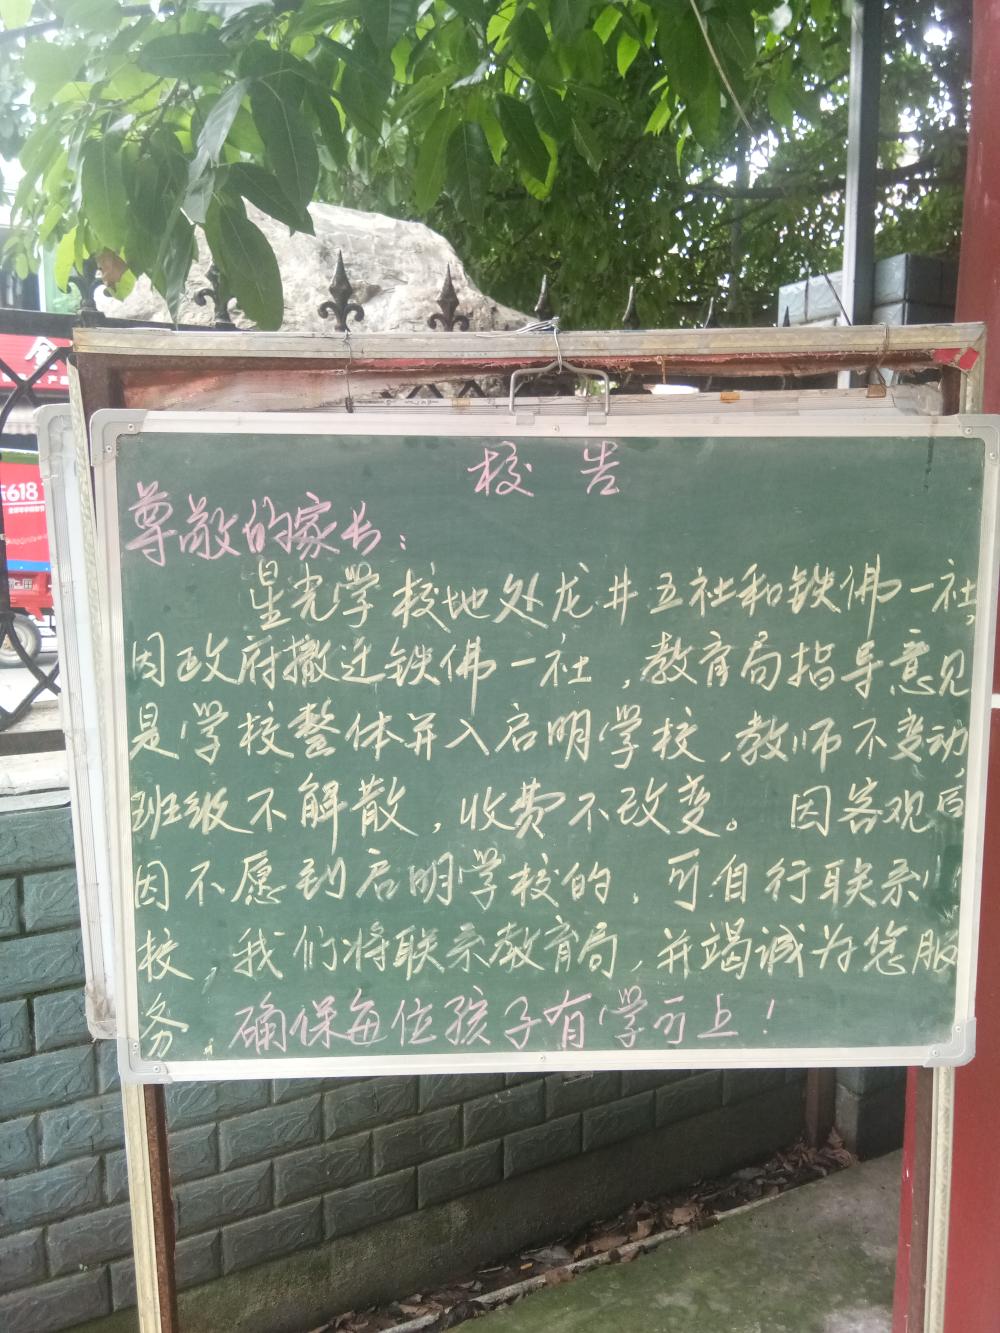 校 告
尊敬的家长：
星光学校地处龙井五社和铁佛一社,
因政府撤迁铁佛一社，教育局指导意见
是学校整体并入启明学校，教师不变动，
班级不解散，收费不改变。因客观原
因不愿到启明学校的，可自行联系
校，我们将联系教育局，并竭诚为您服
务，确保每位孩子有学可上！
618